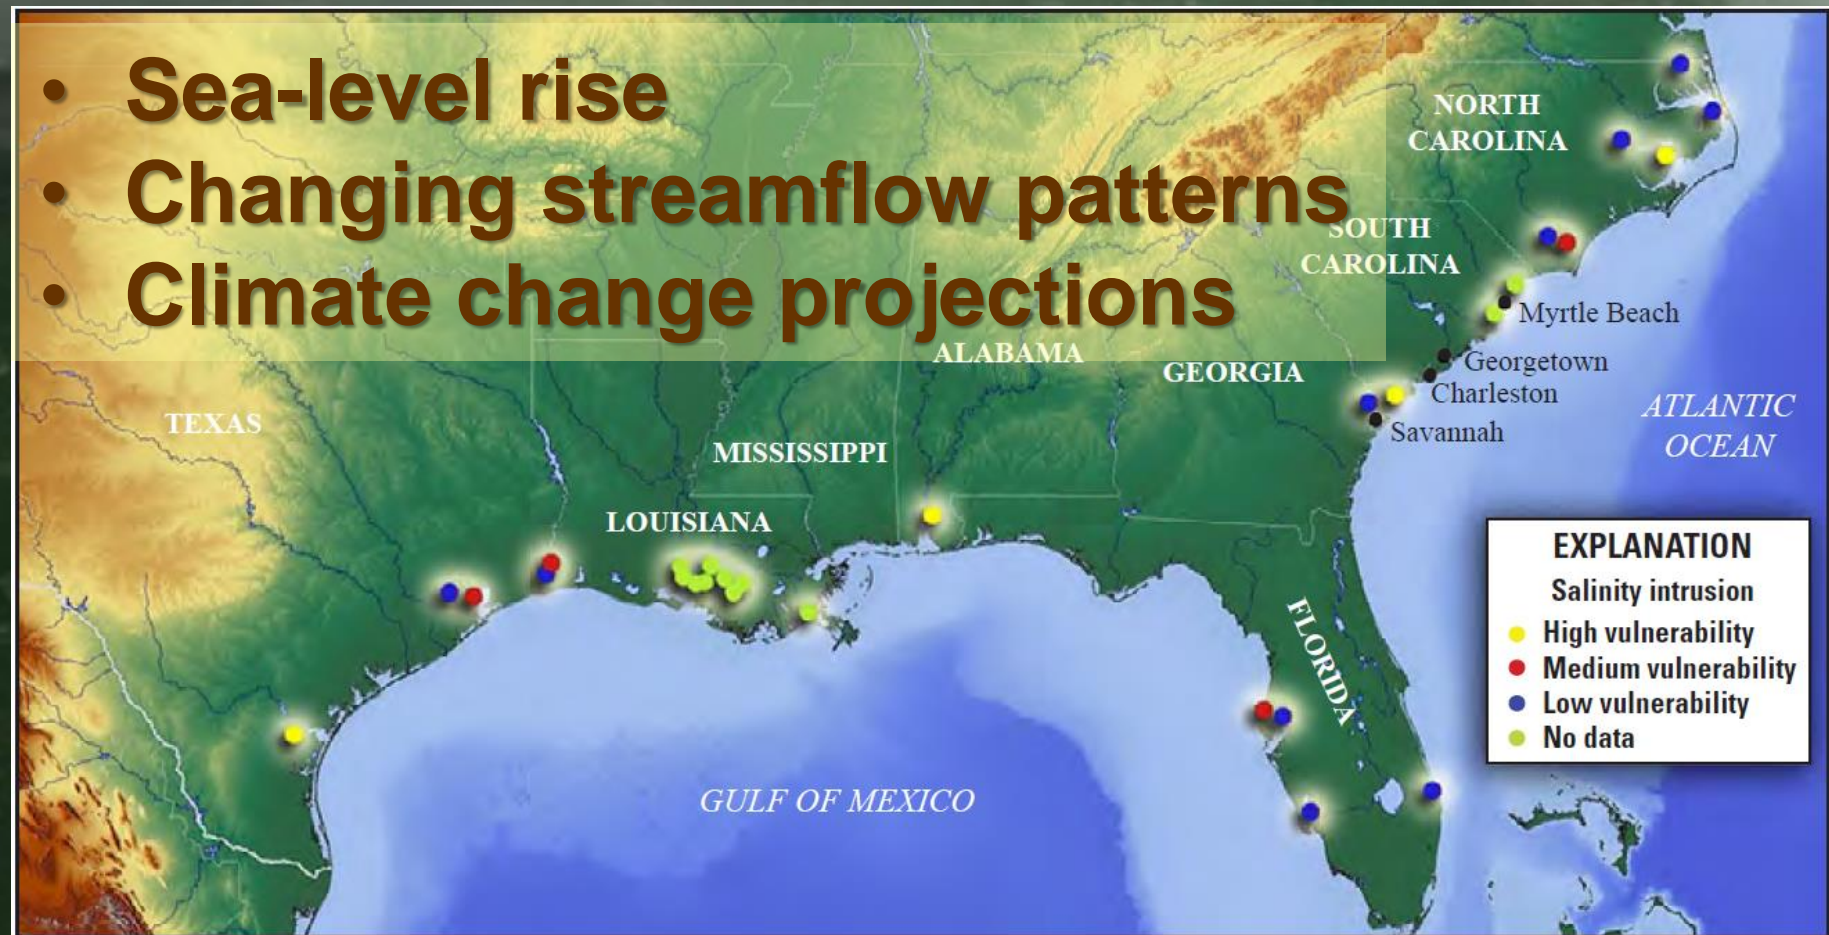 • Sea-level rise
• Changing streamflow patterns
• Climate change projections
NORTH
CAROLINA
SOUTH
CAROLINA
Myrtle Beach
Georgetown
Charleston
Savannah
ALABAMA
GEORGIA
TEXAS
MISSISSIPPI
LOUISIANA
FLORIDA
ATLANTIC
OCEAN
GULF OF MEXICO
EXPLANATION
Salinity intrusion
High vulnerability
Medium vulnerability
Low vulnerability
No data